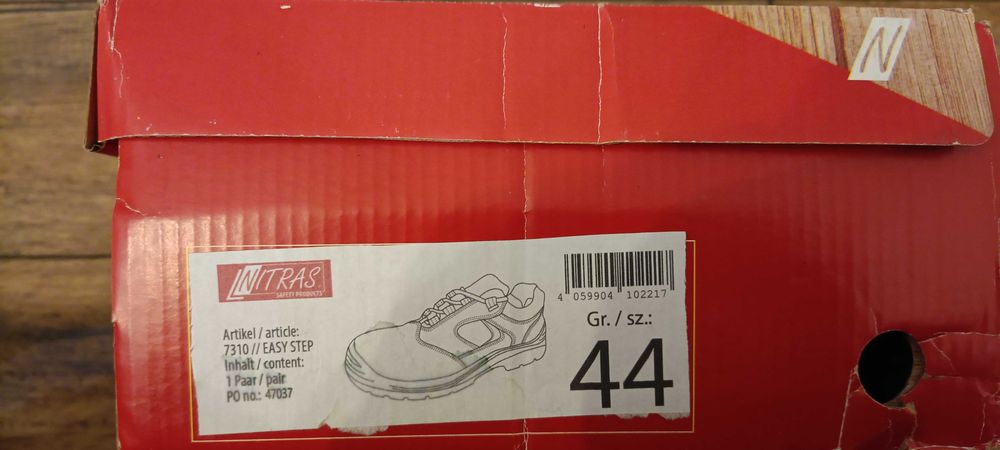 N
NITRAS
SAFETY PRODUCTS
Artikel / article:
7310 // EASY STEP
Inhalt / content:
1 Paar / pair
PO no.: 47037
4 059904 102217
Gr. / sz.:
44